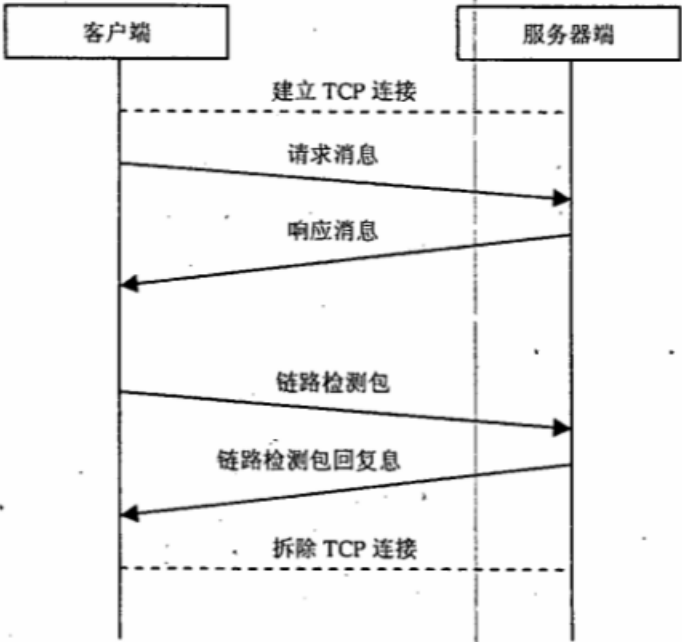 客户端
服务器端
建立 TCP 连接
请求消息
响应消息
链路检测包
链路检测包回复息
拆除 TCP 连接